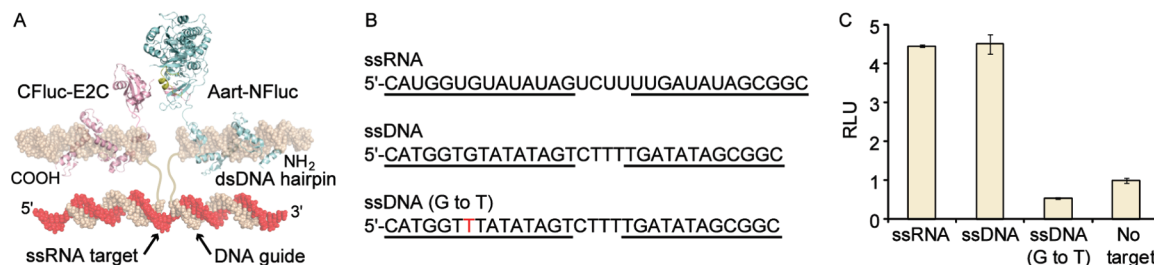 A
CFluc-E2C
Aart-NFluc
COOH
NH2
dsDNA hairpin
5'
3'
ssRNA target
DNA guide
B
ssRNA
5'-CAUGGUGUAUAUAGUCUUUUGAUAUAGCGGC
ssDNA
5'-CATGGTGTATATAGTCTTTTGATATAGCGGC
ssDNA (G to T)
5'-CATGGTTTATATAGTCTTTTGATATAGCGGC
C
RLU
5
4
3
2
1
0
ssRNA
ssDNA
ssDNA
(G to T)
No
target